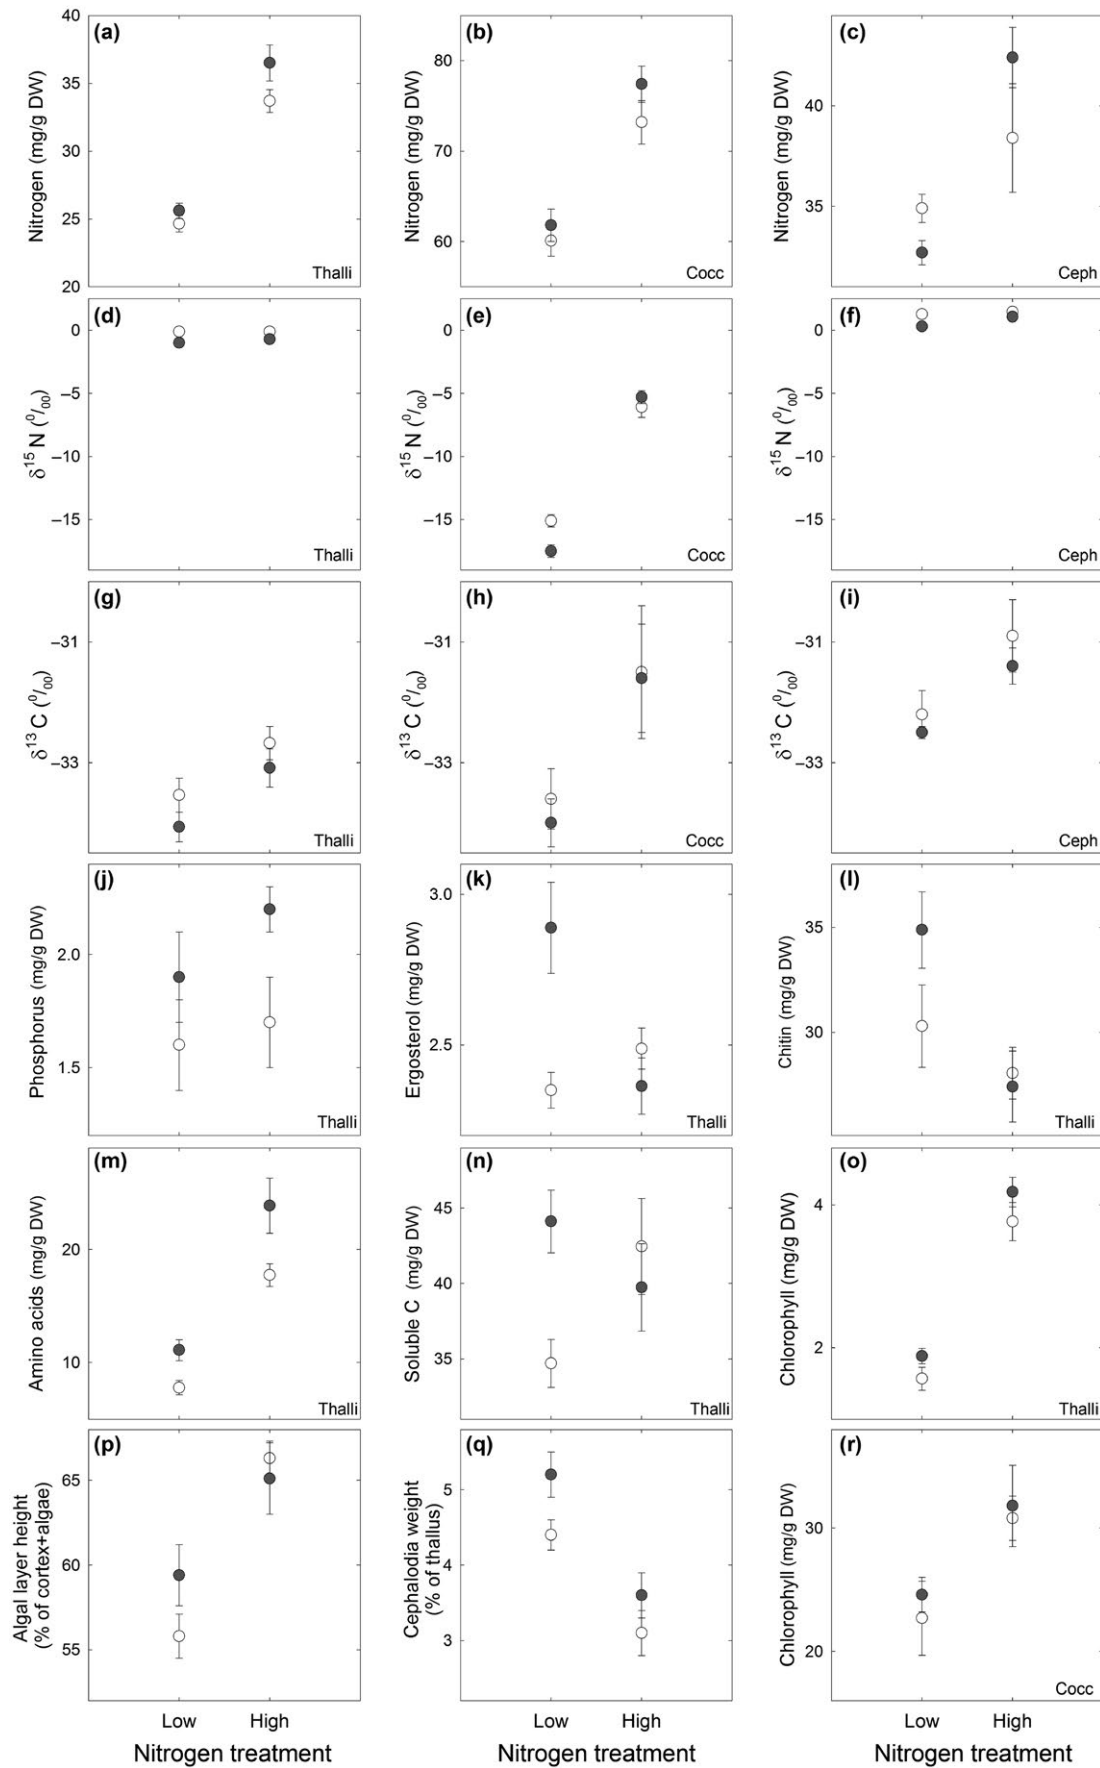 (a)
Nitrogen (mg/g DW)
40
35
30
25
20
Thalli
(b)
Nitrogen (mg/g DW)
80
70
60
Cocc
(c)
Nitrogen (mg/g DW)
40
35
Ceph
(d)
δ15 N (0/00)
0
–5
–10
–15
Thalli
(e)
δ15 N (0/00)
0
–5
–10
–15
Cocc
(f)
δ15 N (0/00)
0
–5
–10
–15
Ceph
(g)
δ13 C (0/00)
–31
–33
Thalli
(h)
δ13 C (0/00)
–31
–33
Cocc
(i)
δ13 C (0/00)
–31
–33
Ceph
(j)
Phosphorus (mg/g DW)
2.0
1.5
Thalli
(k)
Ergosterol (mg/g DW)
3.0
2.5
Thalli
(l)
Chitin (mg/g DW)
35
30
Thalli
(m)
Amino acids (mg/g DW)
20
10
Thalli
(n)
Soluble C (mg/g DW)
45
40
35
Thalli
(o)
Chlorophyll (mg/g DW)
4
2
Thalli
(p)
Algal layer height
(% of cortex+algae)
65
60
55
(q)
Cephalodia weight
(% of thallus)
5
4
3
(r)
Chlorophyll (mg/g DW)
30
20
Cocc
Low High
Low High
Low High
Nitrogen treatment
Nitrogen treatment
Nitrogen treatment